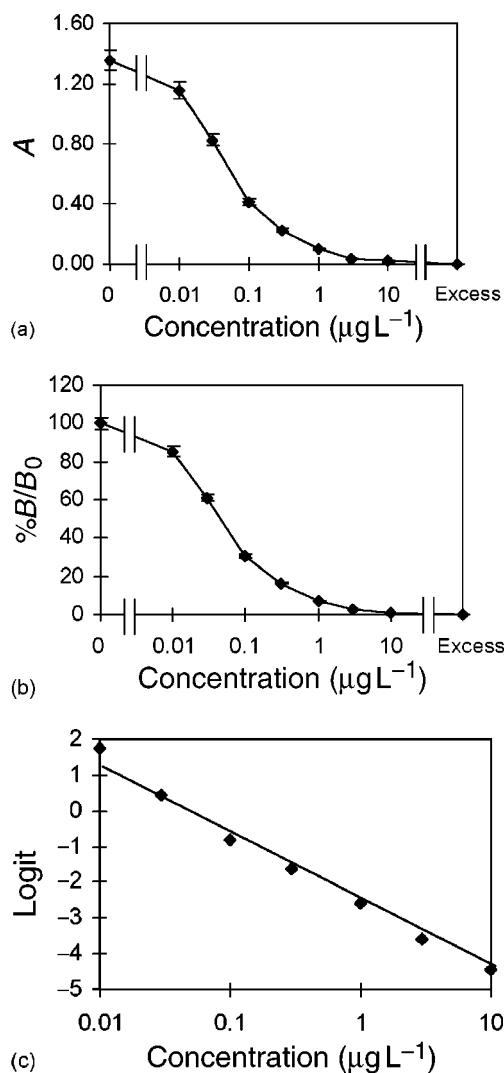 1.60
1.20
0.80
0.40
0.00
A
0 0.01 0.1 1 10 Excess
(a) Concentration (μg L−1)
120
100
80
60
40
20
0
%B/B0
0 0.01 0.1 1 10 Excess
(b) Concentration (μg L−1)
2
1
0
−1
−2
−3
−4
−5
Logit
0.01 0.1 1 10
(c) Concentration (μg L−1)